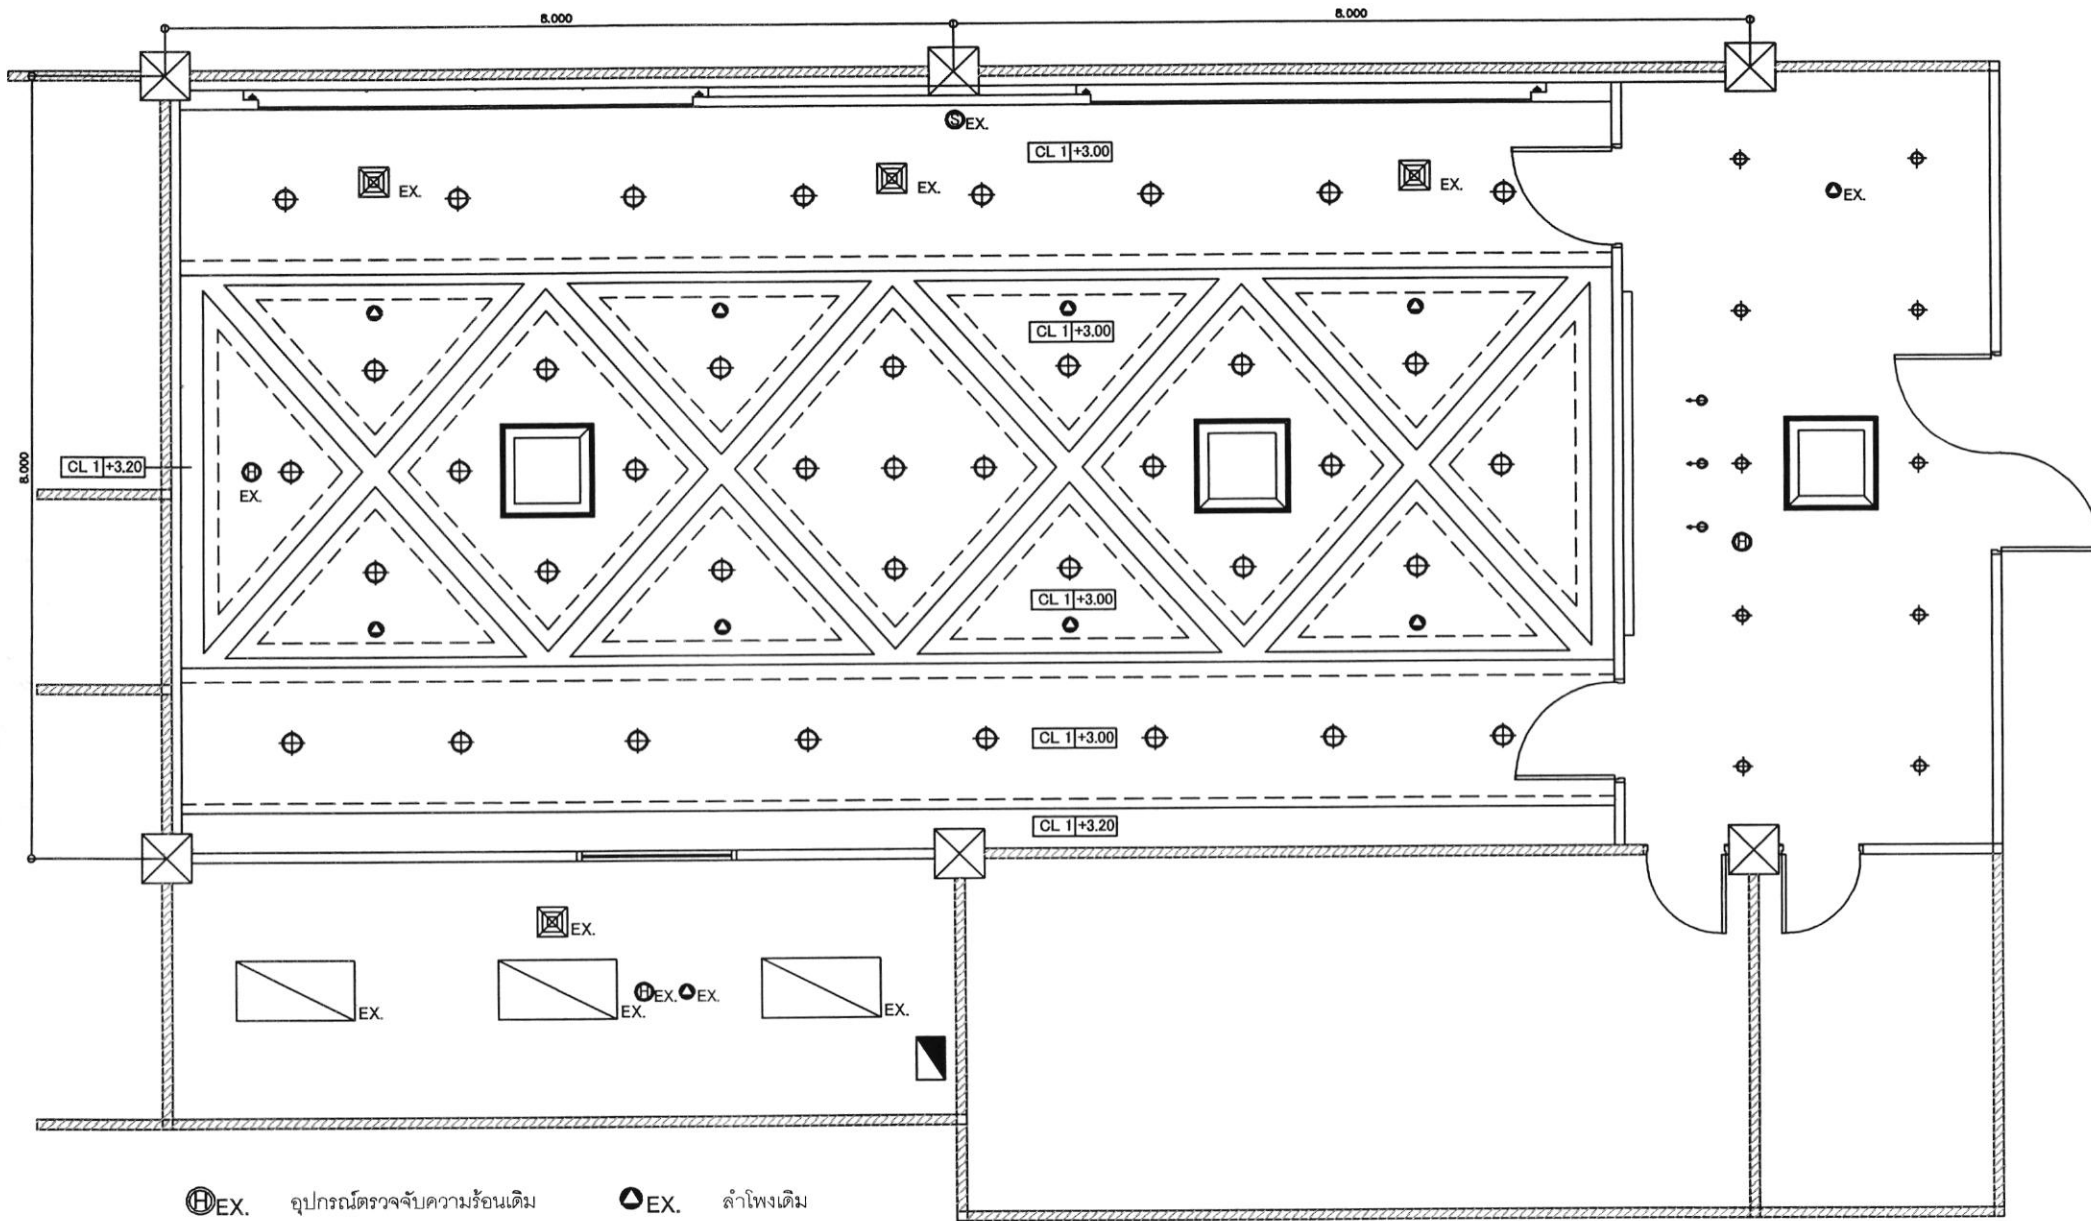 8.000 8.000
Ⓢ EX.
CL 1 +3.00
EX. EX. EX. EX.
CL 1 +3.00
8.000
CL 1 +3.20
H EX.
H
CL 1 +3.00
CL 1 +3.00
CL 1 +3.20
EX.
EX. EX. H EX. EX. EX.
H EX. อุปกรณ์ตรวจจับความร้อนเดิม EX. ลำโพงเดิม